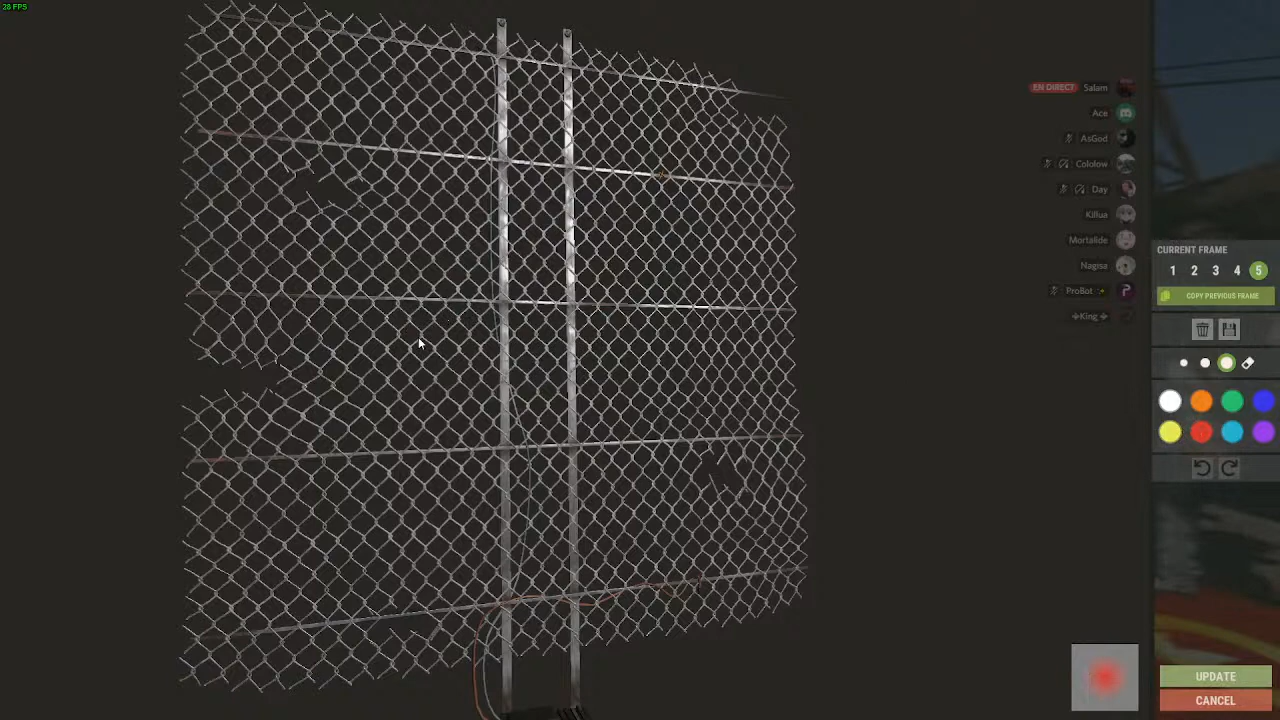 28 FPS
EN DIRECT Salam
Ace
AsGod
Cololow
Day
Killua
Mortalide
Nagisa
ProBot
King
CURRENT FRAME
1 2 3 4 5
COPY PREVIOUS FRAME
UPDATE
CANCEL